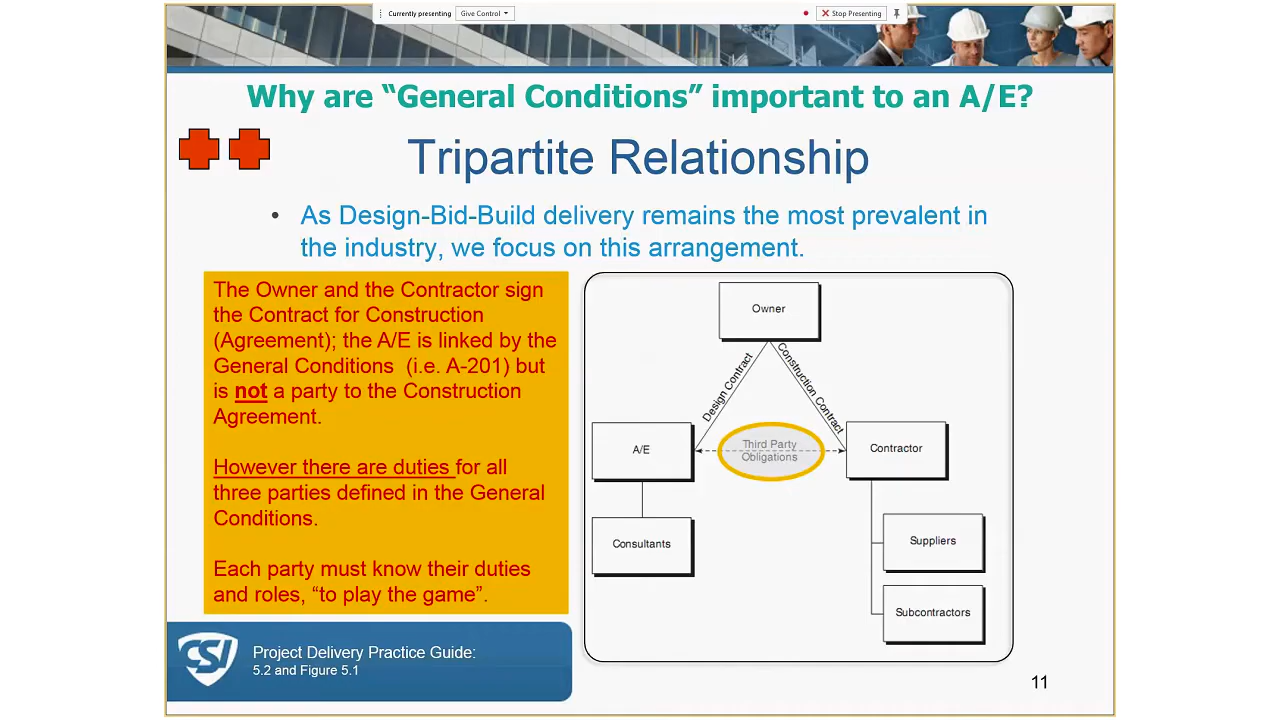 Currently presenting
Give Control
Stop Presenting
Why are “General Conditions” important to an A/E?
Tripartite Relationship
• As Design-Bid-Build delivery remains the most prevalent in
the industry, we focus on this arrangement.
The Owner and the Contractor sign
the Contract for Construction
(Agreement); the A/E is linked by the
General Conditions (i.e. A-201) but
is not a party to the Construction
Agreement.
However there are duties for all
three parties defined in the General
Conditions.
Each party must know their duties
and roles, “to play the game”.
Owner
Design Contract
Construction Contract
A/E
Third Party
Obligations
Contractor
Consultants
Suppliers
Subcontractors
CSI
Project Delivery Practice Guide:
5.2 and Figure 5.1
11